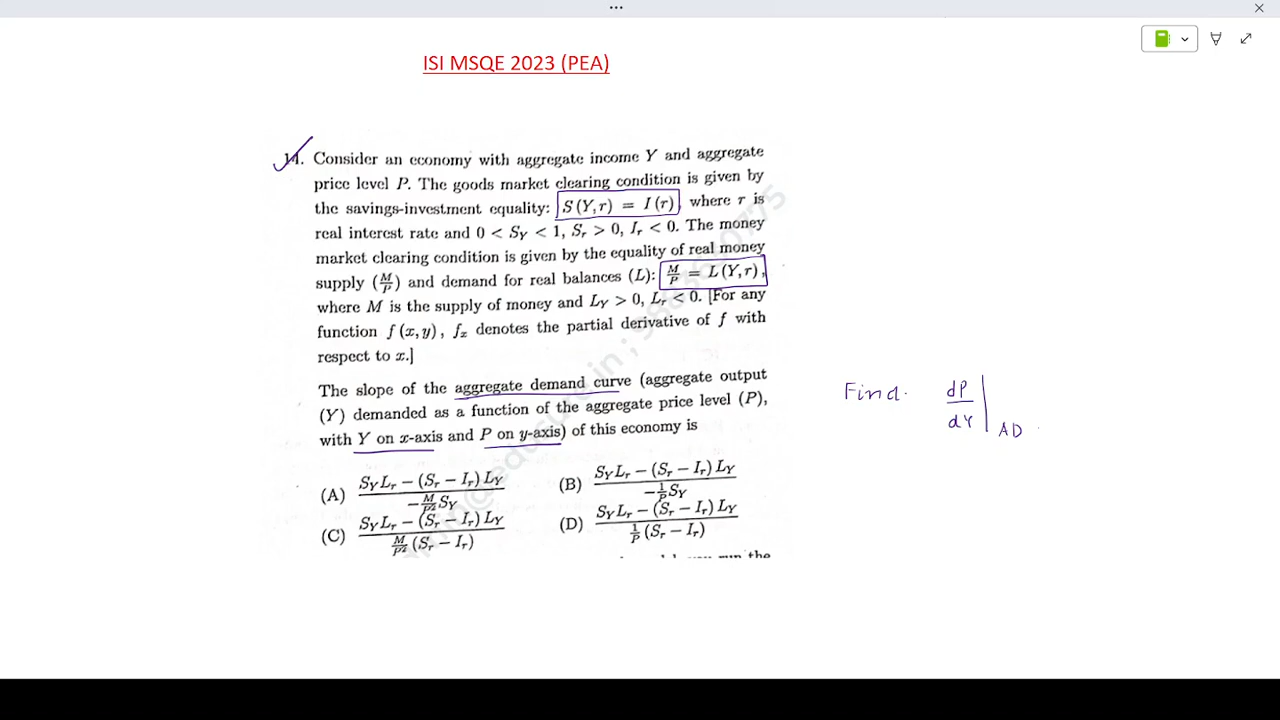 ISI MSQE 2023 (PEA)
14. Consider an economy with aggregate income Y and aggregate
price level P. The goods market clearing condition is given by
the savings-investment equality: S(Y,r) = I(r), where r is
real interest rate and 0 < S_Y < 1, S_r > 0, I_r < 0. The money
market clearing condition is given by the equality of real money
supply (M/P) and demand for real balances (L): M/P = L(Y,r),
where M is the supply of money and L_Y > 0, L_r < 0. [For any
function f(x,y), f_x denotes the partial derivative of f with
respect to x.]
The slope of the aggregate demand curve (aggregate output
(Y) demanded as a function of the aggregate price level (P),
with Y on x-axis and P on y-axis) of this economy is
Find. dP/dY | AD
(A) S_Y L_r − (S_r − I_r) L_Y / −M/P² S_Y (B) S_Y L_r − (S_r − I_r) L_Y / −1/P S_Y
(C) S_Y L_r − (S_r − I_r) L_Y / M/P² (S_r − I_r) (D) S_Y L_r − (S_r − I_r) L_Y / 1/P (S_r − I_r)